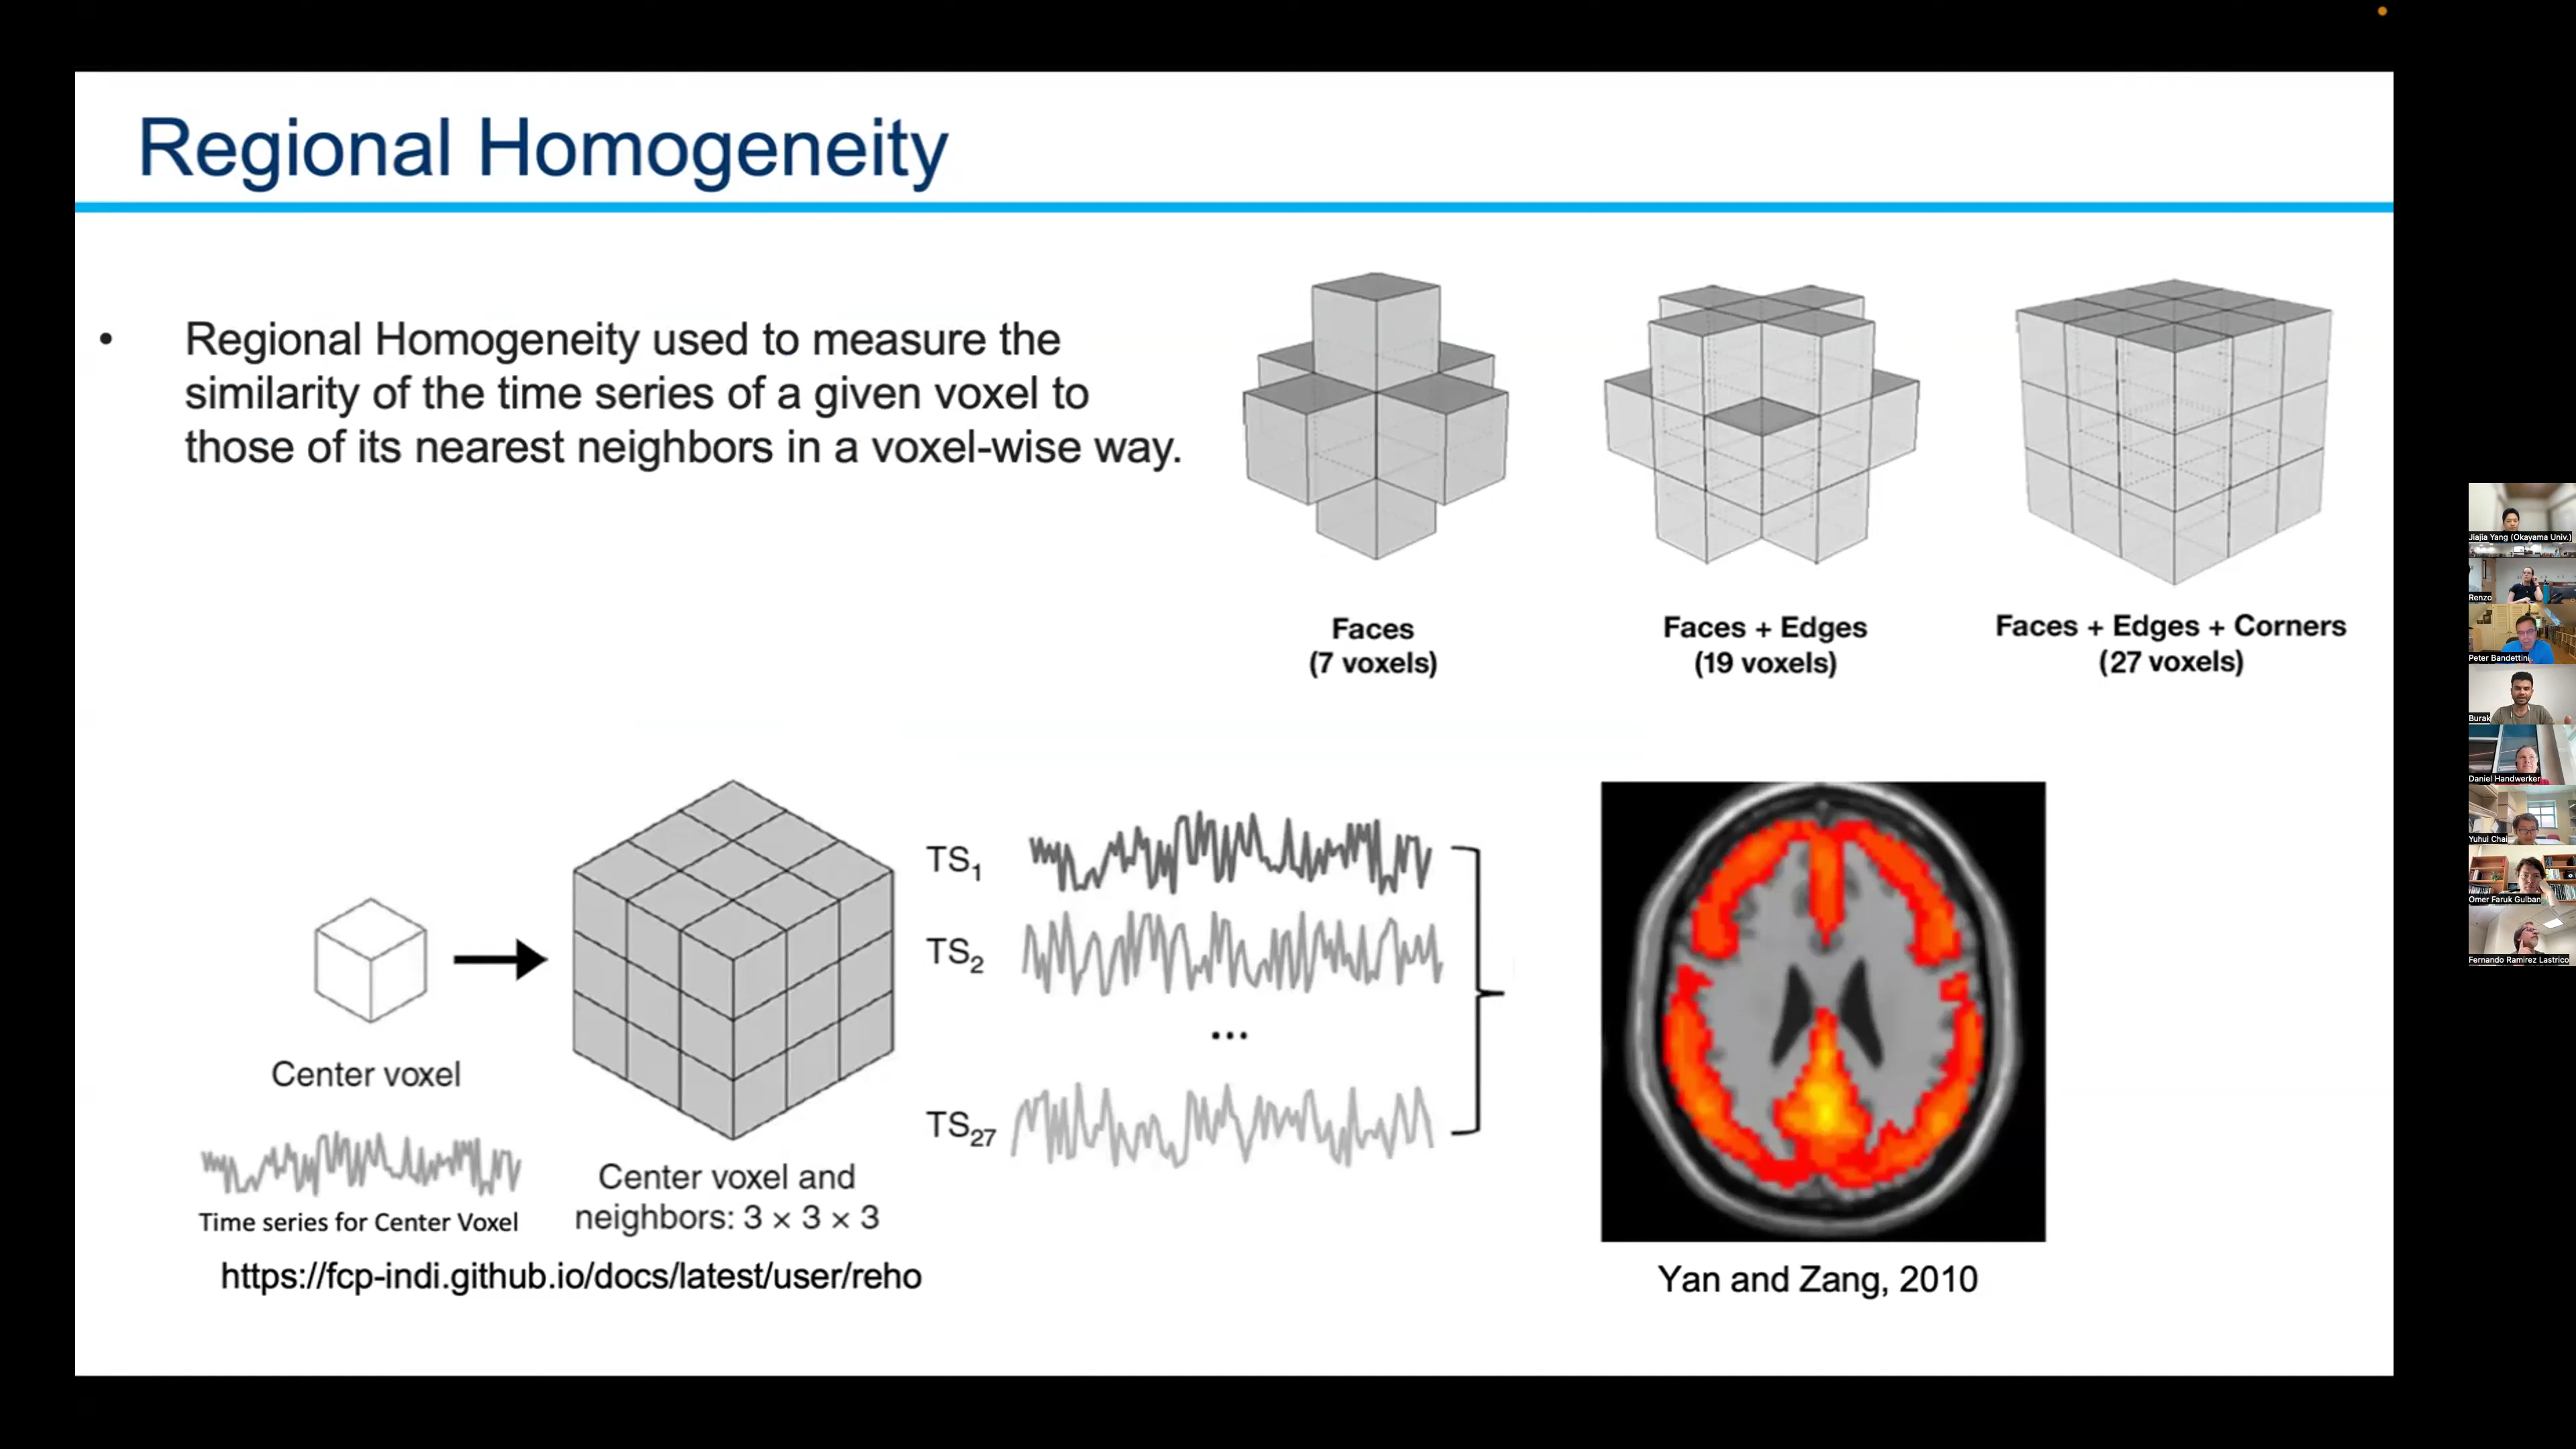 Regional Homogeneity
• Regional Homogeneity used to measure the
similarity of the time series of a given voxel to
those of its nearest neighbors in a voxel-wise way.
Faces
(7 voxels)
Faces + Edges
(19 voxels)
Faces + Edges + Corners
(27 voxels)
Center voxel
Time series for Center Voxel
Center voxel and
neighbors: 3 × 3 × 3
TS1
TS2
...
TS27
https://fcp-indi.github.io/docs/latest/user/reho
Yan and Zang, 2010
Jiajia Yang (Okayama Univ.)
Renzo
Peter Bandettini
Burak
Daniel Handwerker
Yuhui Chai
Omer Faruk Gulban
Fernando Ramirez Lastrico